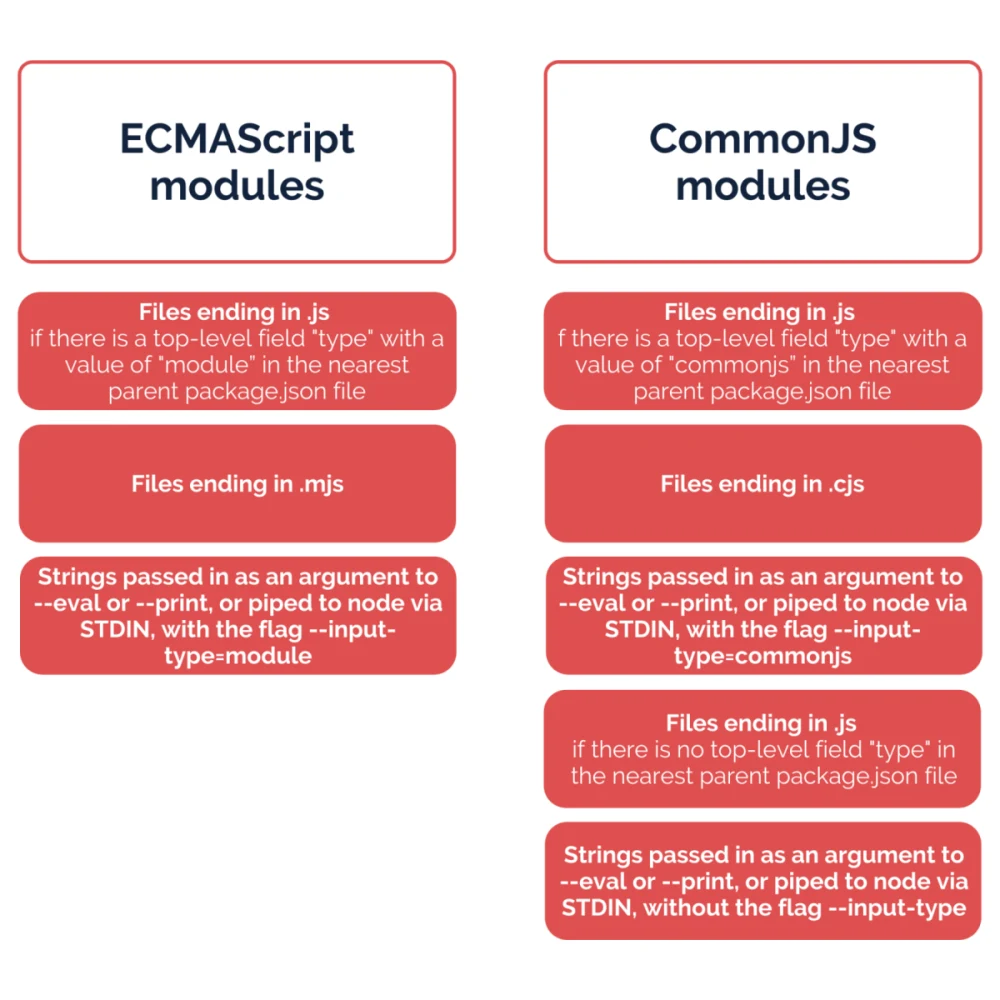 ECMAScript
modules
Files ending in .js
if there is a top-level field "type" with a
value of "module” in the nearest
parent package.json file
Files ending in .mjs
Strings passed in as an argument to
--eval or --print, or piped to node via
STDIN, with the flag --input-
type=module
CommonJS
modules
Files ending in .js
f there is a top-level field "type" with a
value of "commonjs” in the nearest
parent package.json file
Files ending in .cjs
Strings passed in as an argument to
--eval or --print, or piped to node via
STDIN, with the flag --input-
type=commonjs
Files ending in .js
if there is no top-level field "type" in
the nearest parent package.json file
Strings passed in as an argument to
--eval or --print, or piped to node via
STDIN, without the flag --input-type